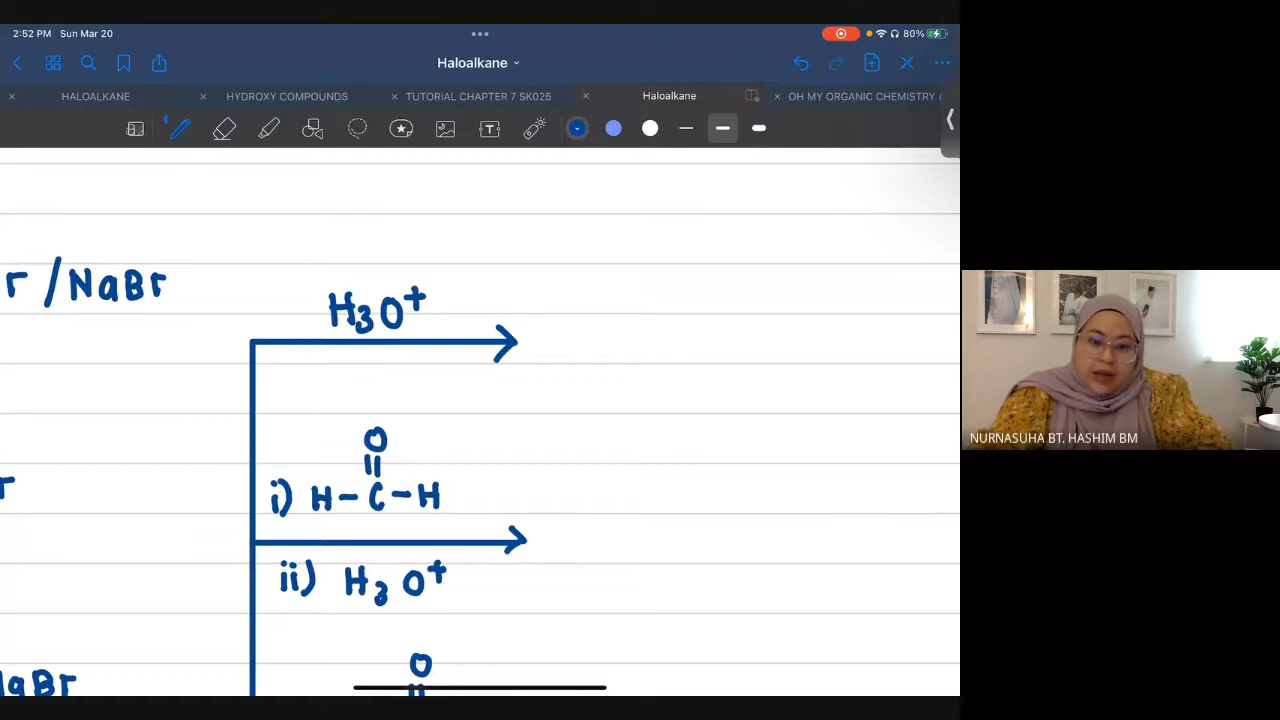 2:52 PM Sun Mar 20
80%
Haloalkane
HALOALKANE
HYDROXY COMPOUNDS
TUTORIAL CHAPTER 7 SK025
Haloalkane
OH MY ORGANIC CHEMISTRY
r /NaBr
H₃O⁺
O
i) H-C-H
r
ii) H₃O⁺
O
aBr
NURNASUHA BT. HASHIM BM